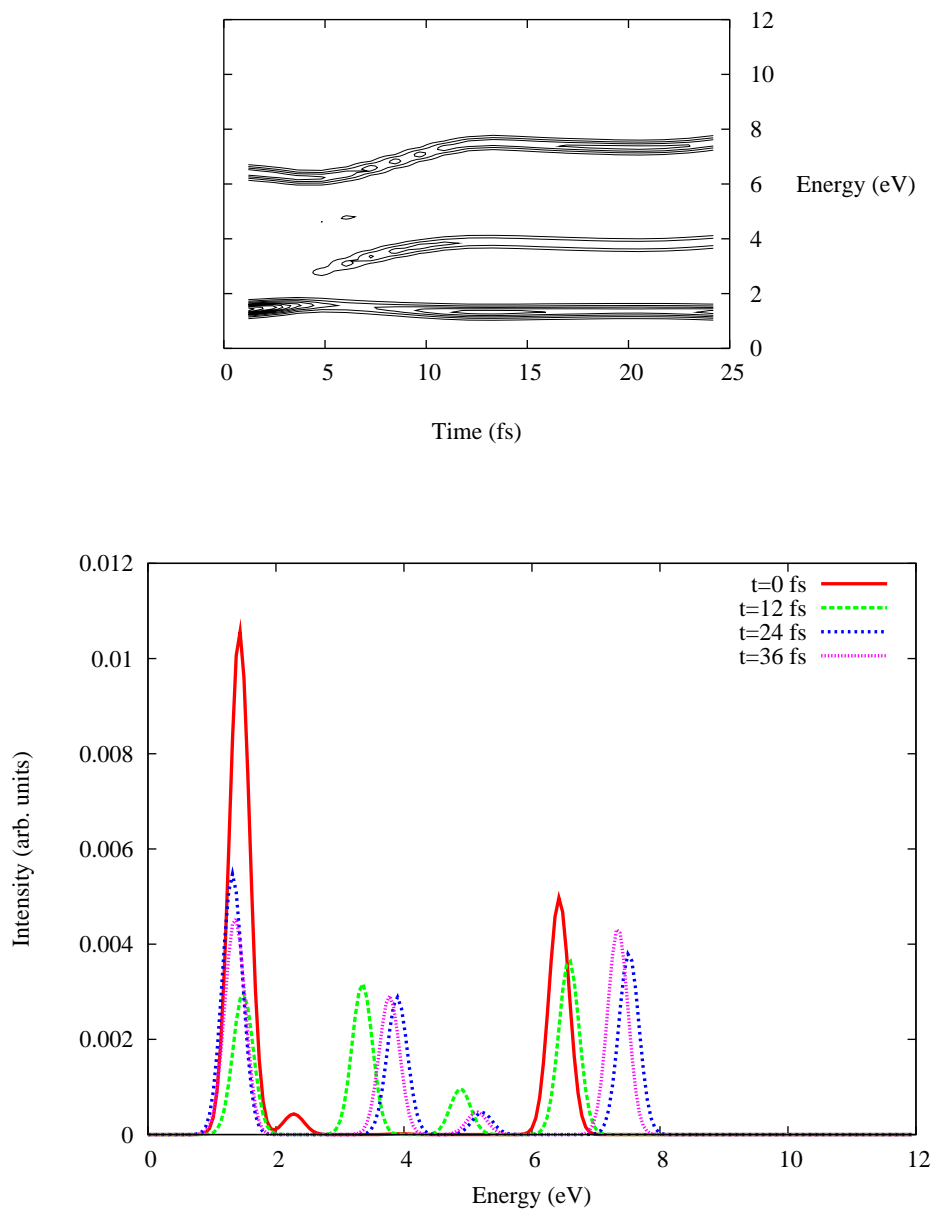 12
10
8
6
4
2
0
Energy (eV)
0 5 10 15 20 25
Time (fs)
0.012
0.01
0.008
0.006
0.004
0.002
0
Intensity (arb. units)
t=0 fs
t=12 fs
t=24 fs
t=36 fs
0 2 4 6 8 10 12
Energy (eV)